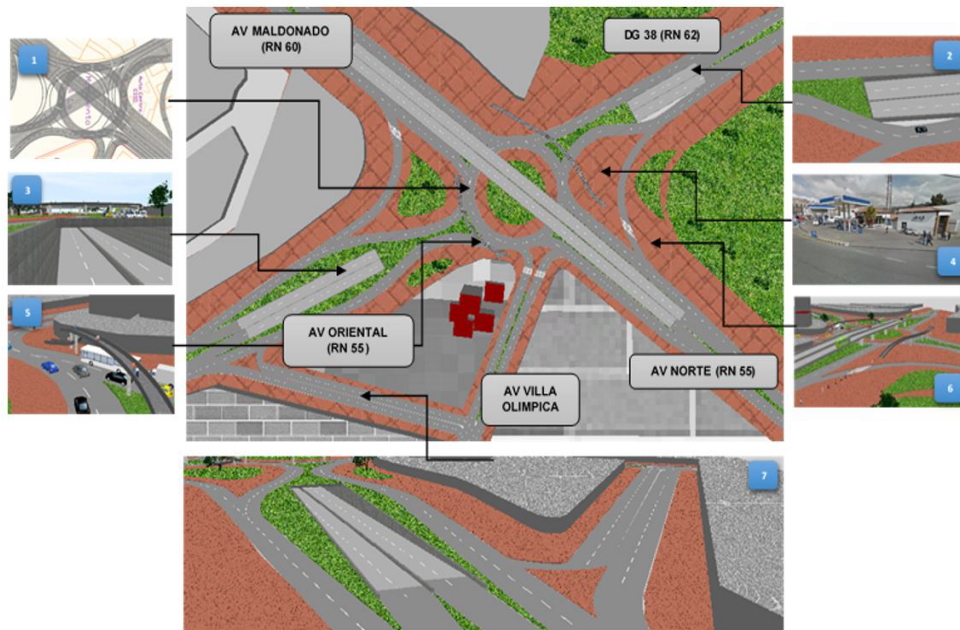 1
AV MALDONADO
(RN 60)
DG 38 (RN 62)
2
3
4
5
AV ORIENTAL
(RN 55)
AV VILLA
OLIMPICA
AV NORTE (RN 55)
6
7